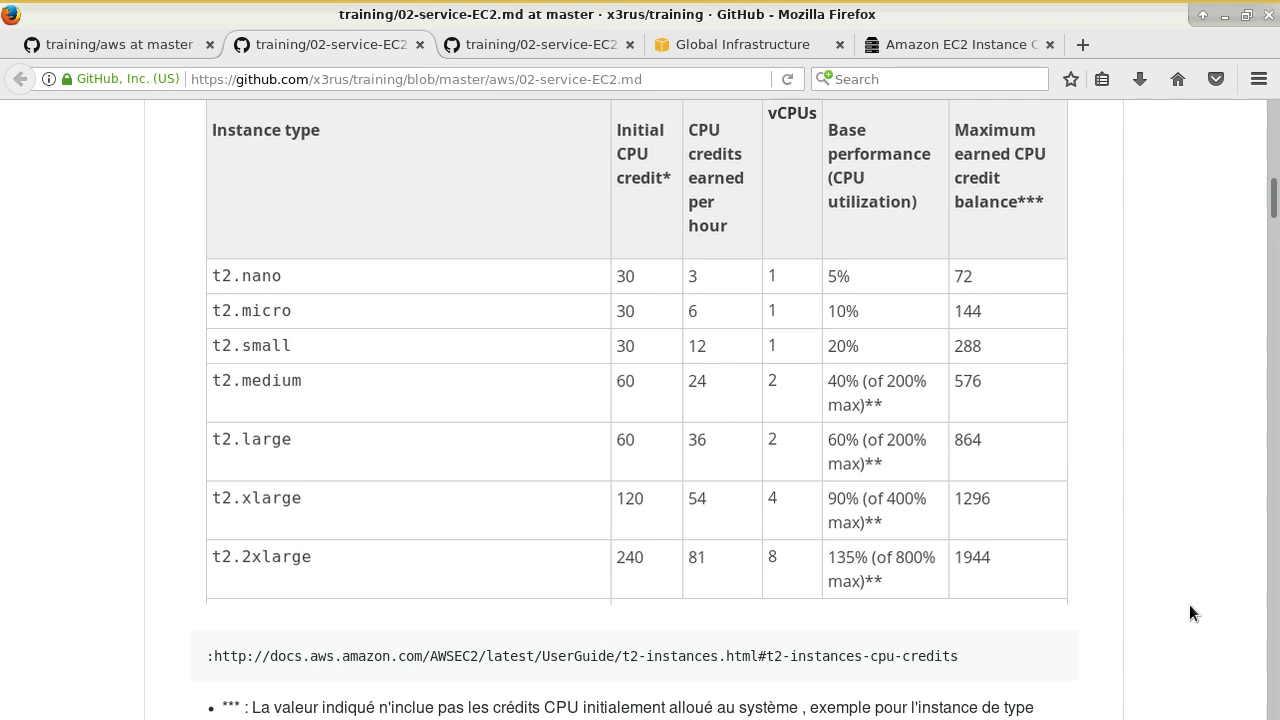 training/02-service-EC2.md at master · x3rus/training · GitHub - Mozilla Firefox
training/aws at master
training/02-service-EC2
training/02-service-EC2
Global Infrastructure
Amazon EC2 Instance C
GitHub, Inc. (US)
https://github.com/x3rus/training/blob/master/aws/02-service-EC2.md
Search
Instance type
Initial CPU credit*
CPU credits earned per hour
vCPUs
Base performance (CPU utilization)
Maximum earned CPU credit balance***
t2.nano 30 3 1 5% 72
t2.micro 30 6 1 10% 144
t2.small 30 12 1 20% 288
t2.medium 60 24 2 40% (of 200% max)** 576
t2.large 60 36 2 60% (of 200% max)** 864
t2.xlarge 120 54 4 90% (of 400% max)** 1296
t2.2xlarge 240 81 8 135% (of 800% max)** 1944
:http://docs.aws.amazon.com/AWSEC2/latest/UserGuide/t2-instances.html#t2-instances-cpu-credits
• *** : La valeur indiqué n'inclue pas les crédits CPU initialement alloué au système , exemple pour l'instance de type